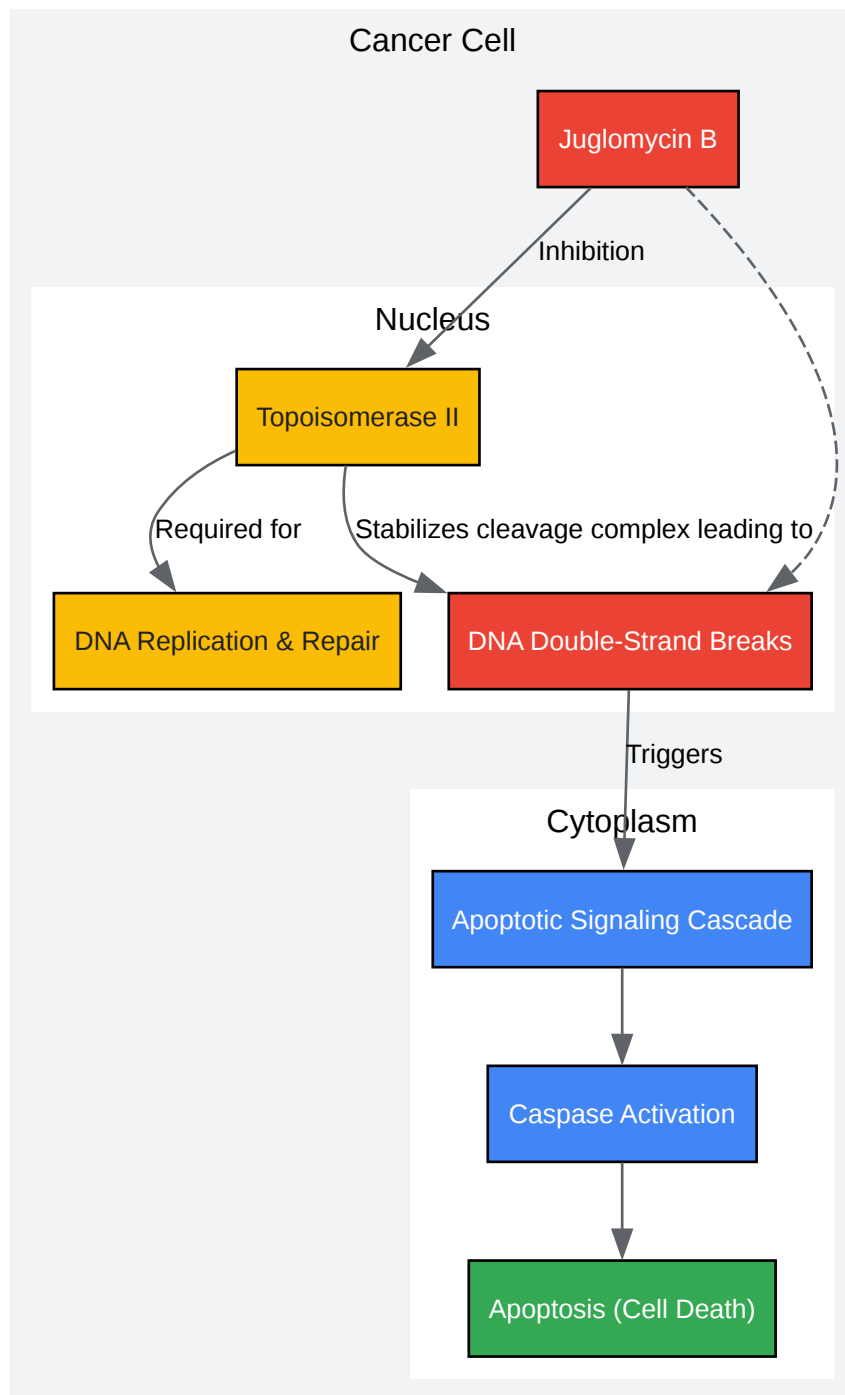 Cancer Cell
Juglomycin B
Inhibition
Nucleus
Topoisomerase II
Required for
Stabilizes cleavage complex leading to
DNA Replication & Repair
DNA Double-Strand Breaks
Triggers
Cytoplasm
Apoptotic Signaling Cascade
Caspase Activation
Apoptosis (Cell Death)